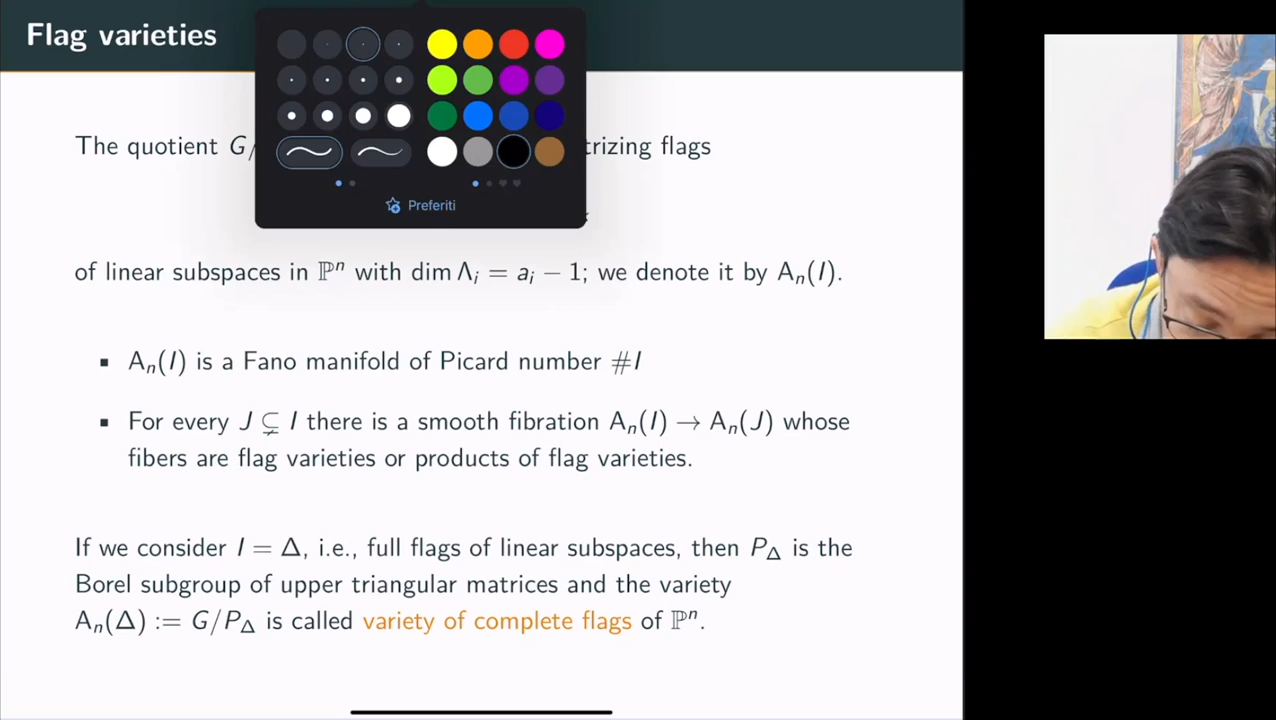 Flag varieties
The quotient G/ trizing flags
of linear subspaces in ℙⁿ with dim Λᵢ = aᵢ − 1; we denote it by Aₙ(I).
▪ Aₙ(I) is a Fano manifold of Picard number #I
▪ For every J ⊊ I there is a smooth fibration Aₙ(I) → Aₙ(J) whose
fibers are flag varieties or products of flag varieties.
If we consider I = Δ, i.e., full flags of linear subspaces, then P_Δ is the
Borel subgroup of upper triangular matrices and the variety
Aₙ(Δ) := G/P_Δ is called variety of complete flags of ℙⁿ.
Preferiti